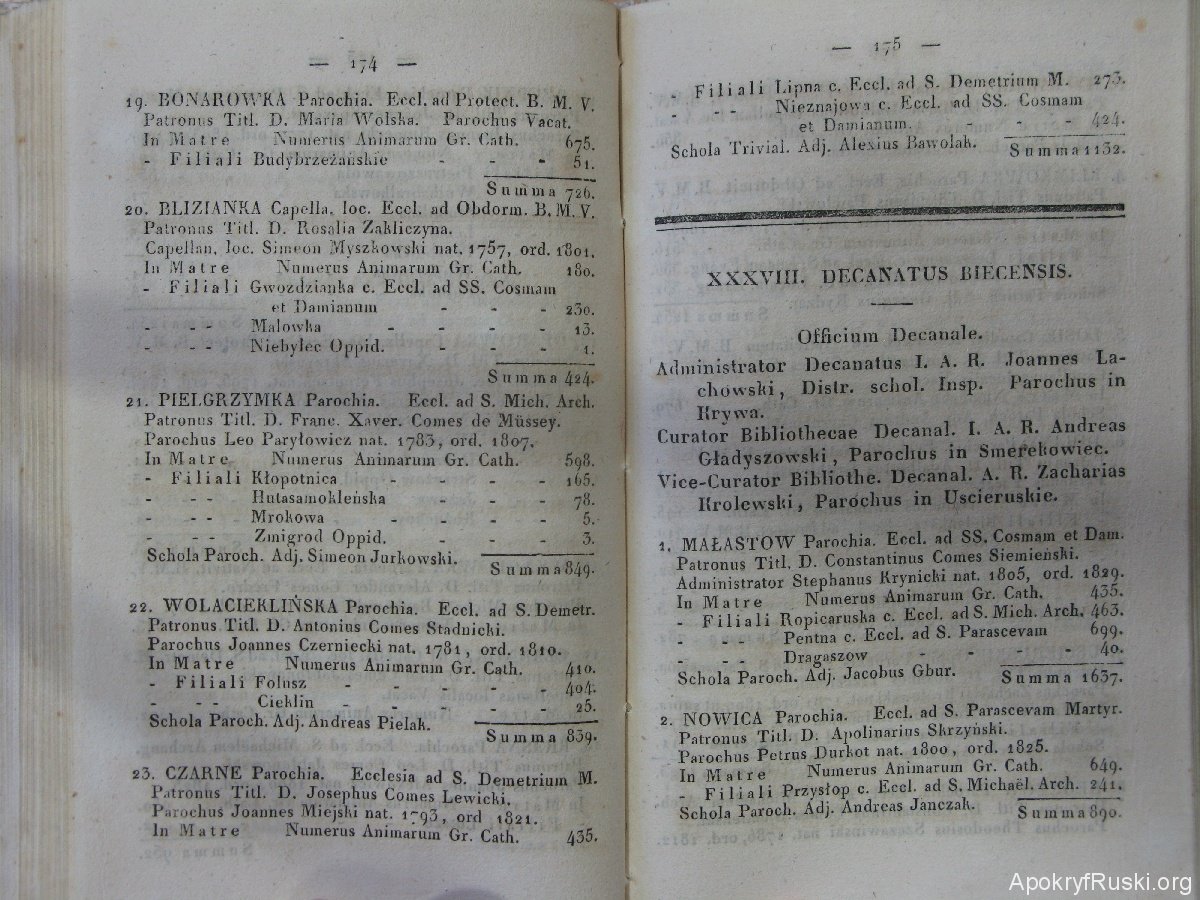 — 174 —
19. BONAROWKA Parochia. Eccl. ad Protect. B. M. V.
Patronus Titl. D. Maria Wolska. Parochus Vacat.
In Matre Numerus Animarum Gr. Cath. 675.
- Filiali Budybrzeżańskie - - - 51.
Summa 726.
20. BLIZIANKA Capella, loc. Eccl. ad Obdorm. B. M. V.
Patronus Titl. D. Rosalia Zakliczyna.
Capellan, loc. Simeon Myszkowski nat. 1757, ord. 1801.
In Matre Numerus Animarum Gr. Cath. 180.
- Filiali Gwozdzianka c. Eccl. ad SS. Cosmam
et Damianum - - - 230.
- - - Malowka - - - - 13.
- - - Niebylec Oppid. - - - 1.
Summa 424.
21. PIELGRZYMKA Parochia. Eccl. ad S. Mich. Arch.
Patronus Titl. D. Franc. Xaver. Comes de Müssey.
Parochus Leo Paryłowicz nat. 1783, ord. 1807.
In Matre Numerus Animarum Gr. Cath. 598.
- Filiali Kłopotnica - - - - 165.
- - - Hutasamokleńska - - - 78.
- - - Mrokowa - - - - 5.
- - - Zmigrod Oppid. - - - 3.
Schola Paroch. Adj. Simeon Jurkowski.
Summa 849.
22. WOLACIEKLIŃSKA Parochia. Eccl. ad S. Demetr.
Patronus Titl. D. Antonius Comes Stadnicki.
Parochus Joannes Czerniecki nat. 1781, ord. 1810.
In Matre Numerus Animarum Gr. Cath. 410.
- Filiali Folusz - - - - - 404.
- - - Cieklin - - - - - 25.
Schola Paroch. Adj. Andreas Pielak.
Summa 839.
23. CZARNE Parochia. Ecclesia ad S. Demetrium M.
Patronus Titl. D. Josephus Comes Lewicki.
Parochus Joannes Miejski nat. 1793, ord 1821.
In Matre Numerus Animarum Gr. Cath. 435.
— 175 —
- Filiali Lipna c. Eccl. ad S. Demetrium M. 273.
- - - Nieznajowa c. Eccl. ad SS. Cosmam
et Damianum. - - - 424.
Schola Trivial. Adj. Alexius Bawolak. Summa 1132.
XXXVIII. DECANATUS BIECENSIS.
Officium Decanale.
Administrator Decanatus I. A. R. Joannes La-
chowski, Distr. schol. Insp. Parochus in
Krywa.
Curator Bibliothecae Decanal. I. A. R. Andreas
Gładyszowski, Parochus in Smerekowiec.
Vice-Curator Bibliothe. Decanal. A. R. Zacharias
Krolewski, Parochus in Uscieruskie.
1. MAŁASTOW Parochia. Eccl. ad SS. Cosmam et Dam.
Patronus Titl. D. Constantinus Comes Siemieński.
Administrator Stephanus Krynicki nat. 1805, ord. 1829.
In Matre Numerus Animarum Gr. Cath. 435.
- Filiali Ropicaruska c. Eccl. ad S. Mich. Arch. 463.
- - - Pentna c. Eccl. ad S. Parascevam 699.
- - - Dragaszow - - - - 40.
Schola Paroch. Adj. Jacobus Gbur. Summa 1637.
2. NOWICA Parochia. Eccl. ad S. Parascevam Martyr.
Patronus Titl. D. Apolinarius Skrzyński.
Parochus Petrus Durkot nat. 1800, ord. 1825.
In Matre Numerus Animarum Gr. Cath. 649.
- Filiali Przysłop c. Eccl. ad S. Michaël. Arch. 241.
Schola Paroch. Adj. Andreas Janczak. Summa 890.
ApokryfRuski.org